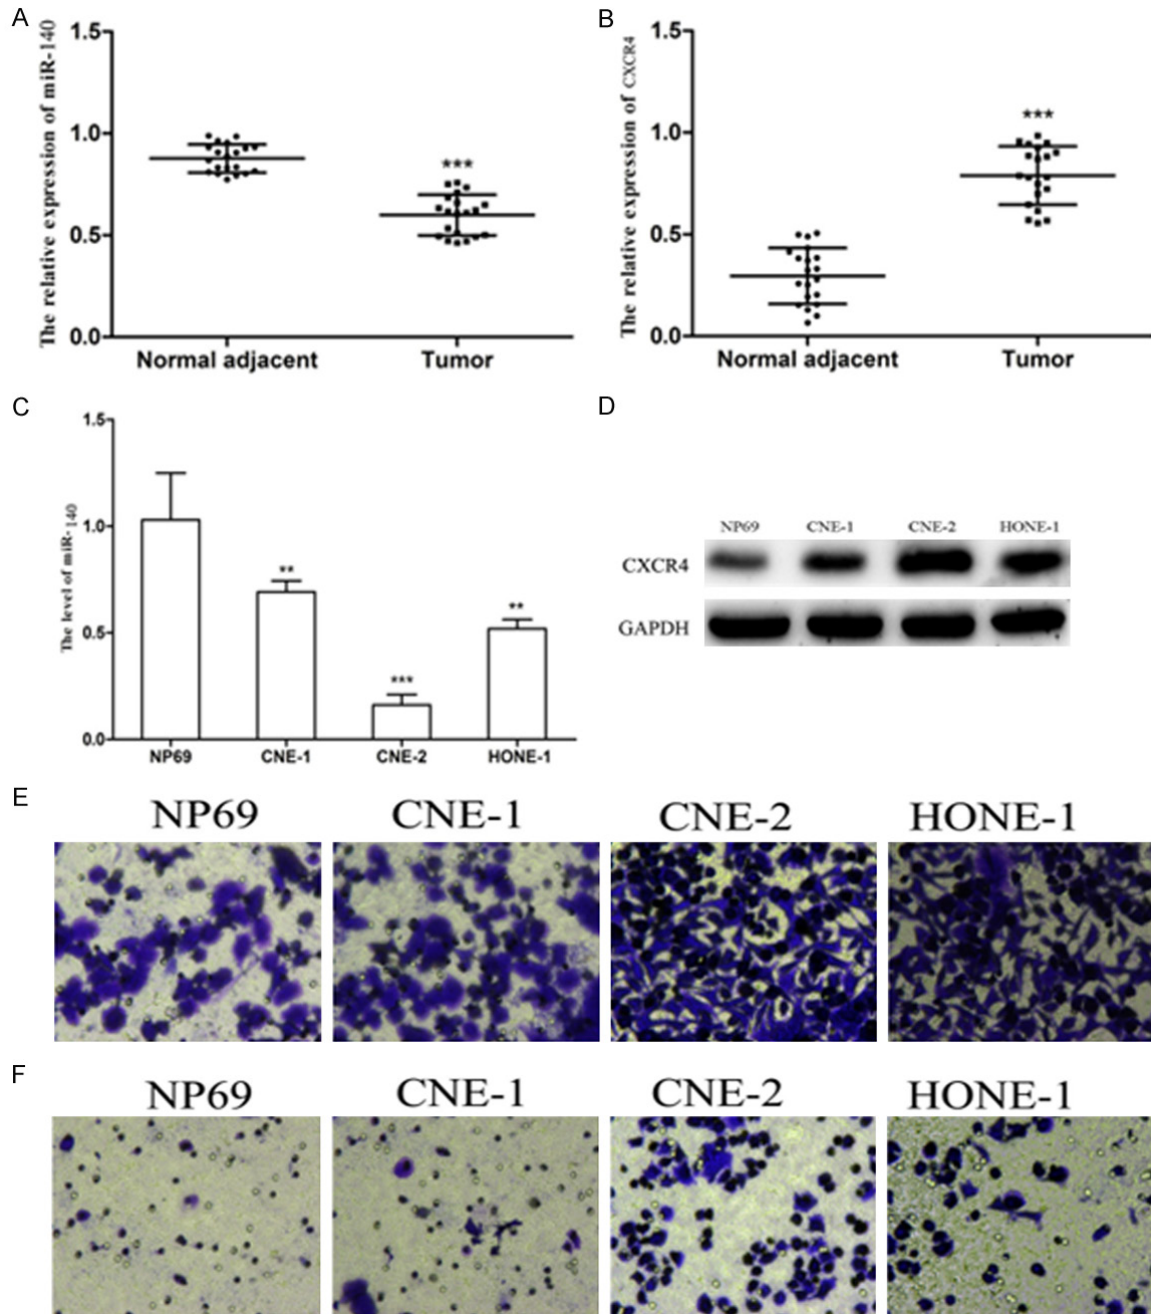 A
The relative expression of miR-140
1.5
1.0
0.5
0.0
***
Normal adjacent
Tumor
B
The relative expression of CXCR4
1.5
1.0
0.5
0.0
***
Normal adjacent
Tumor
C
The level of miR-140
1.5
1.0
0.5
0.0
**
***
**
NP69
CNE-1
CNE-2
HONE-1
D
NP69
CNE-1
CNE-2
HONE-1
CXCR4
GAPDH
E
NP69
CNE-1
CNE-2
HONE-1
F
NP69
CNE-1
CNE-2
HONE-1